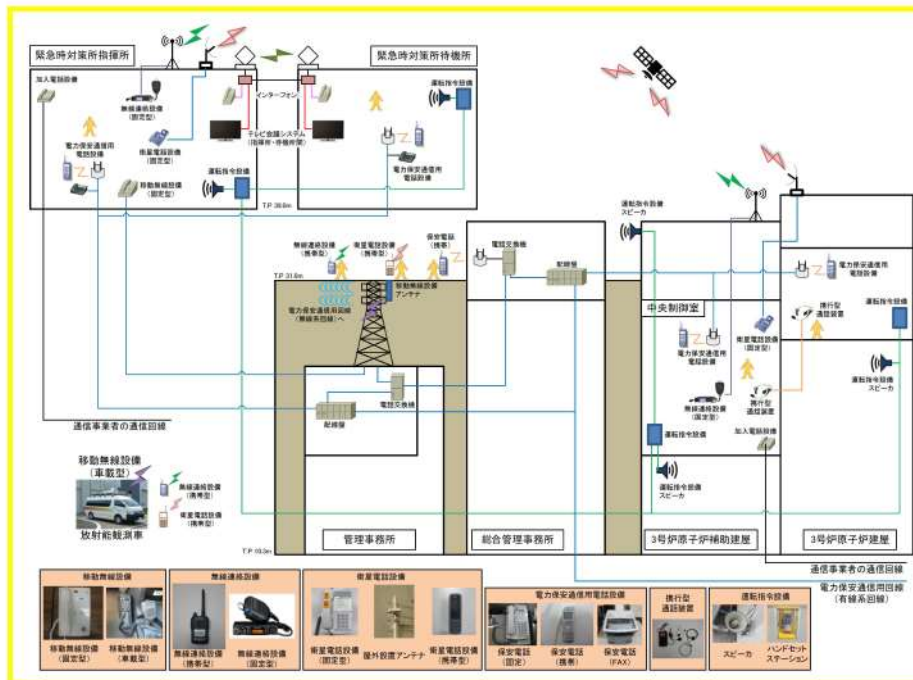 緊急時対策所指揮所
緊急時対策所待機所
加入電話設備
無線連絡設備
(固定型)
衛星電話設備
(固定型)
電力保安通信用
電話設備
移動無線設備
(固定型)
運転指令設備
インターフォン
テレビ会議システム
(指揮所・待機所間)
運転指令設備
電力保安通信用
電話設備
T.P 39.0m
T.P 31.0m
無線連絡設備
(携帯型)
衛星電話設備
(携帯型)
保安電話
(携帯)
移動無線設備
アンテナ
電力保安通信用回線
(無線系回線)へ
電話交換機
配線盤
電話交換機
配線盤
運転指令設備
スピーカ
中央制御室
電力保安通信用
電話設備
衛星電話設備
(固定型)
無線連絡設備
(固定型)
携行型
通話装置
加入電話設備
運転指令設備
運転指令設備
スピーカ
電力保安通信用
電話設備
携行型
通話装置
運転指令設備
運転指令設備
スピーカ
通信事業者の通信回線
移動無線設備
(車載型)
放射能観測車
無線連絡設備
(携帯型)
衛星電話設備
(携帯型)
T.P 10.3m
管理事務所
総合管理事務所
3号炉原子炉補助建屋
3号炉原子炉建屋
通信事業者の通信回線
電力保安通信用回線
(有線系回線)
移動無線設備
移動無線設備
(固定型)
移動無線設備
(車載型)
無線連絡設備
無線連絡設備
(携帯型)
無線連絡設備
(固定型)
衛星電話設備
衛星電話設備
(固定型)
屋外設置アンテナ
衛星電話設備
(携帯型)
電力保安通信用電話設備
保安電話
(固定)
保安電話
(携帯)
保安電話
(FAX)
携行型
通話装置
運転指令設備
スピーカ
ハンドセット
ステーション